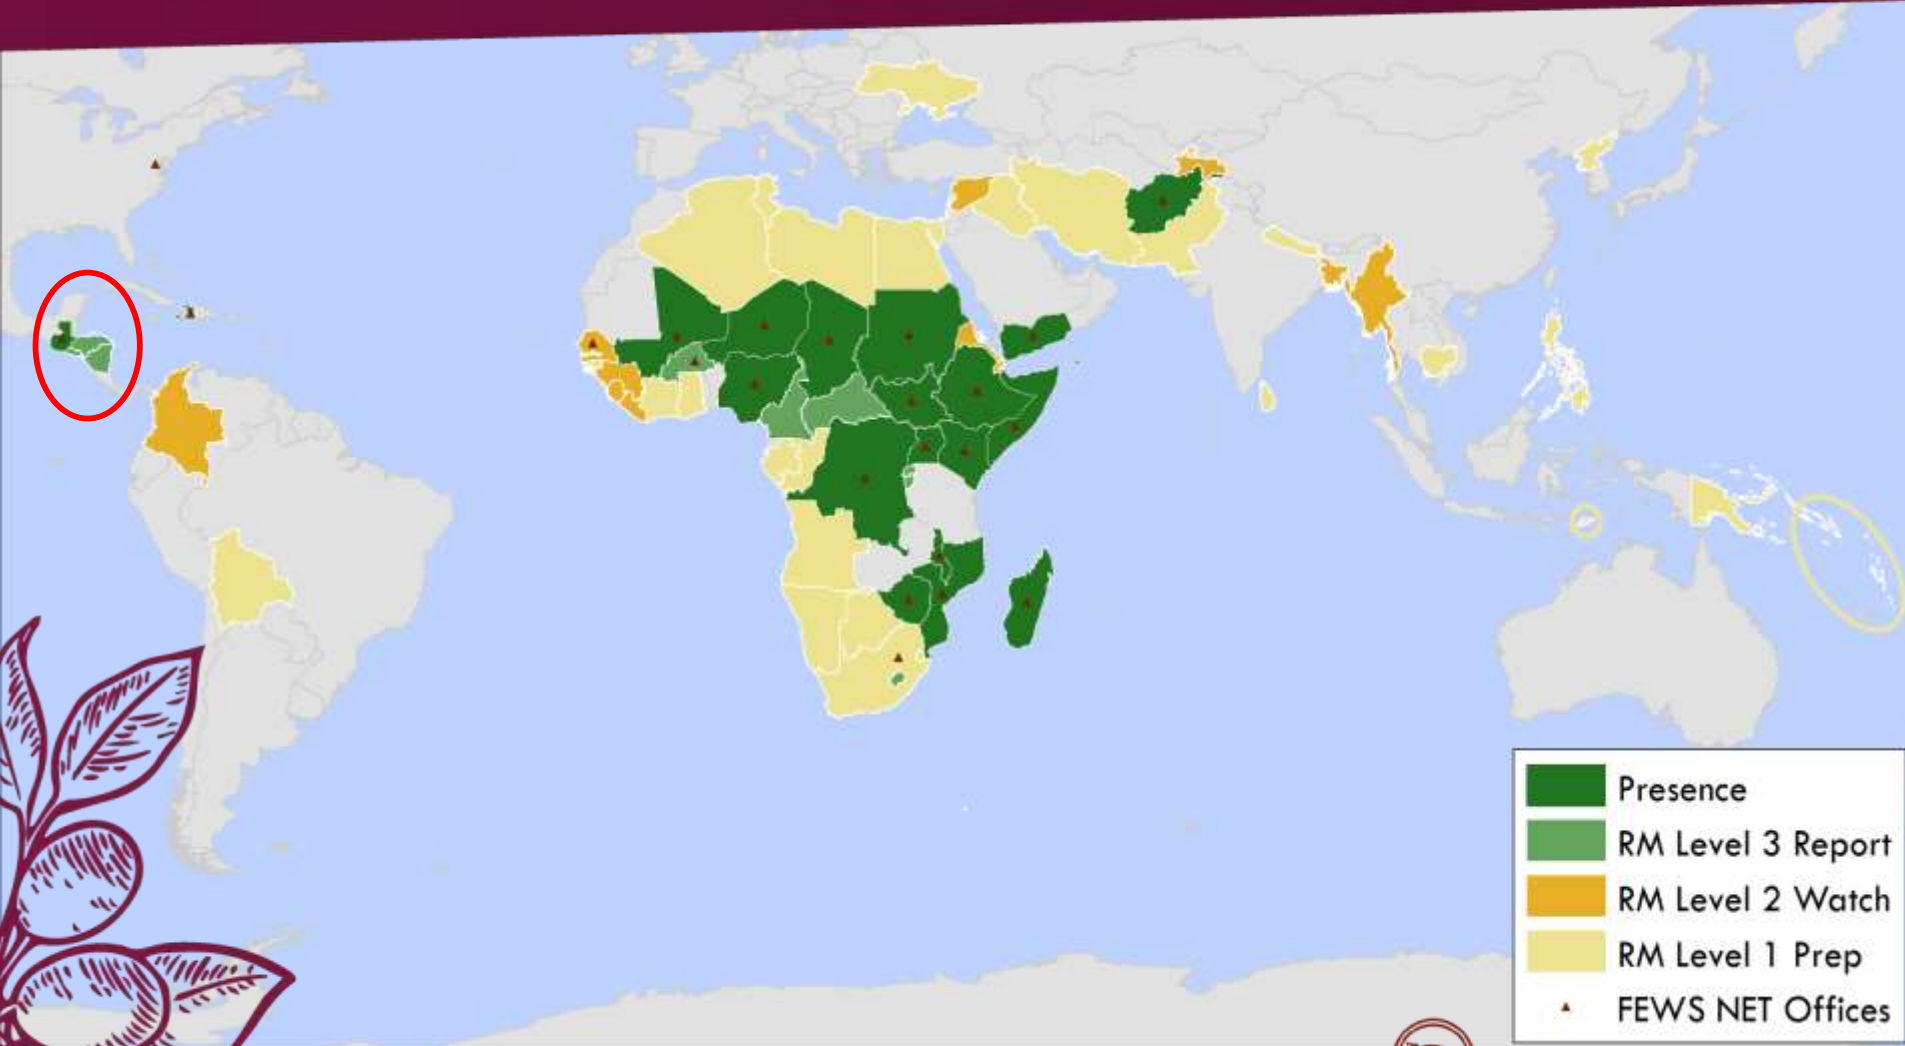 Presence
RM Level 3 Report
RM Level 2 Watch
RM Level 1 Prep
FEWS NET Offices